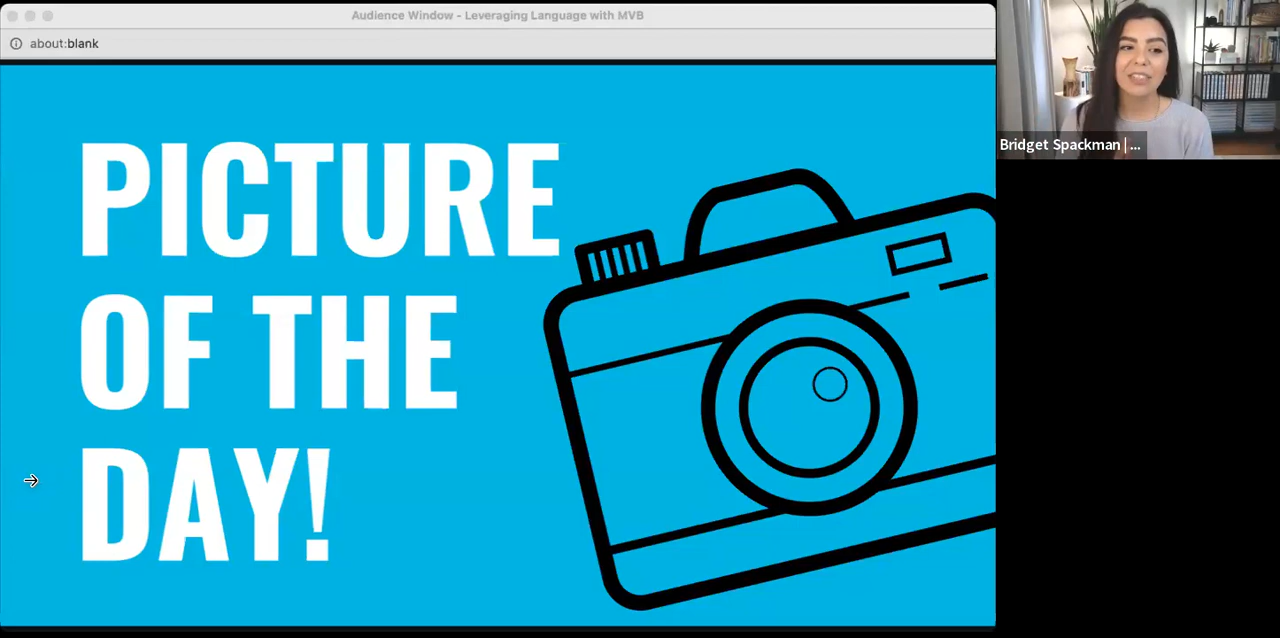 Audience Window - Leveraging Language with MVB
about:blank
PICTURE
OF THE
DAY!
Bridget Spackman | ...